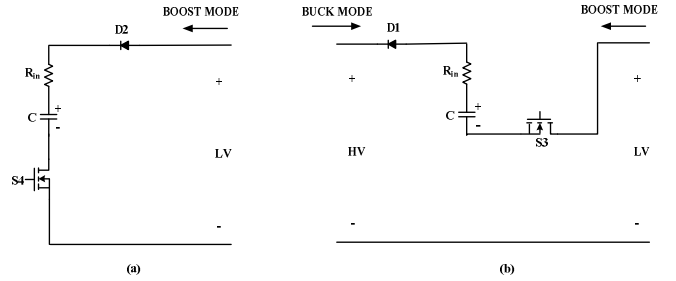 BOOST MODE
D2
Rin
+
C
+
-
LV
S4
-
(a)
BUCK MODE
BOOST MODE
D1
Rin
+
+
C
+
-
S3
HV
LV
-
-
(b)